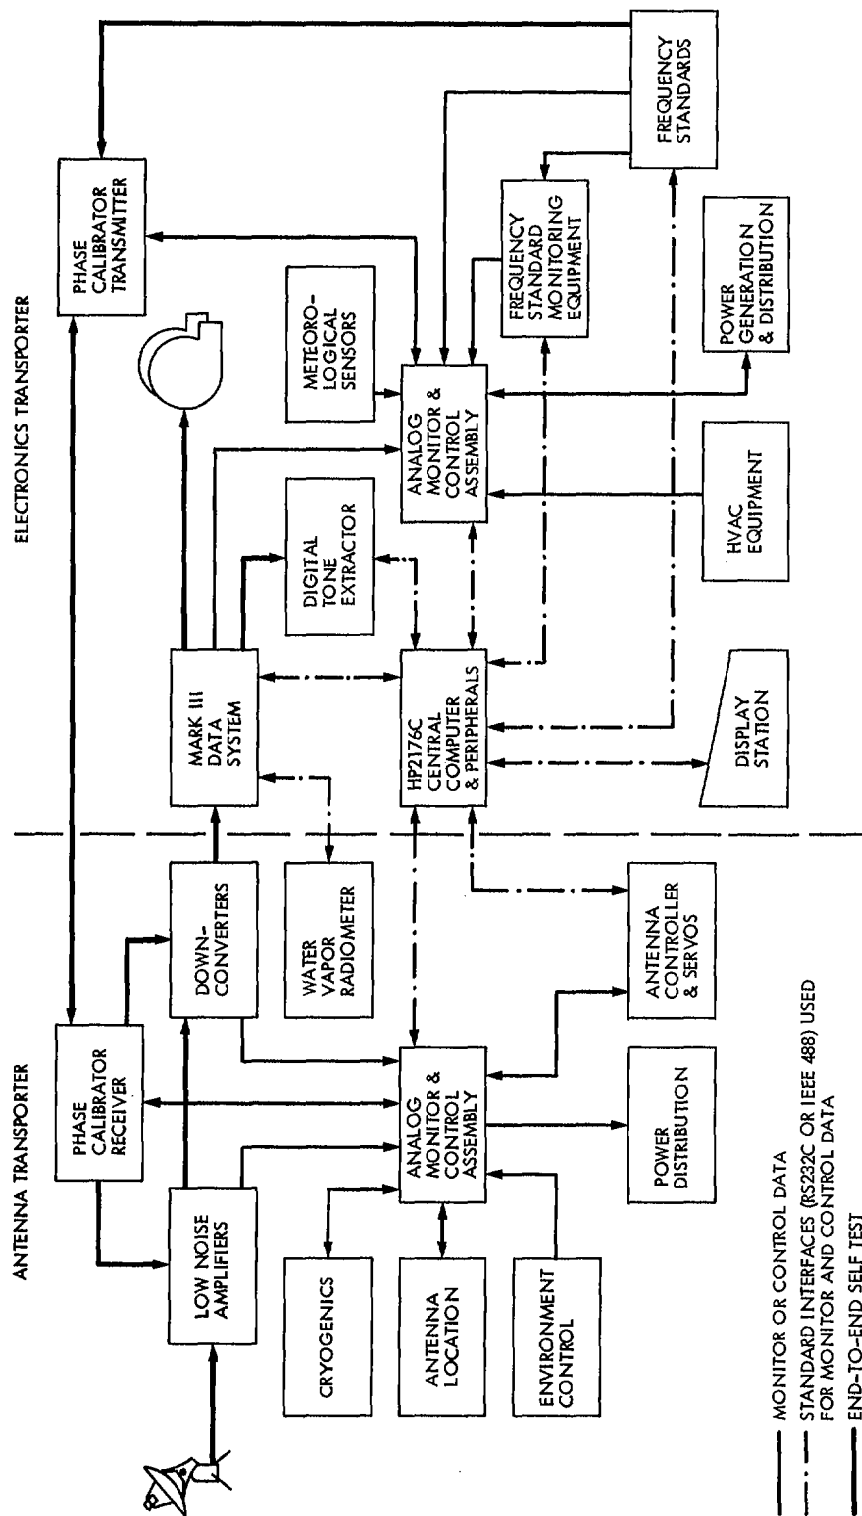 ANTENNA TRANSPORTER
ELECTRONICS TRANSPORTER
PHASE
CALIBRATOR
RECEIVER
PHASE
CALIBRATOR
TRANSMITTER
LOW NOISE
AMPLIFIERS
DOWN-
CONVERTERS
MARK III
DATA
SYSTEM
CRYOGENICS
WATER
VAPOR
RADIOMETER
DIGITAL
TONE
EXTRACTOR
METEORO-
LOGICAL
SENSORS
ANTENNA
LOCATION
ANALOG
MONITOR &
CONTROL
ASSEMBLY
HP2176C
CENTRAL
COMPUTER
& PERIPHERALS
ANALOG
MONITOR &
CONTROL
ASSEMBLY
ENVIRONMENT
CONTROL
FREQUENCY
STANDARD
MONITORING
EQUIPMENT
POWER
DISTRIBUTION
ANTENNA
CONTROLLER
& SERVOS
FREQUENCY
STANDARDS
DISPLAY
STATION
HVAC
EQUIPMENT
POWER
GENERATION
& DISTRIBUTION
MONITOR OR CONTROL DATA
STANDARD INTERFACES (RS232C OR IEEE 488) USED
FOR MONITOR AND CONTROL DATA
END-TO-END SELF TEST